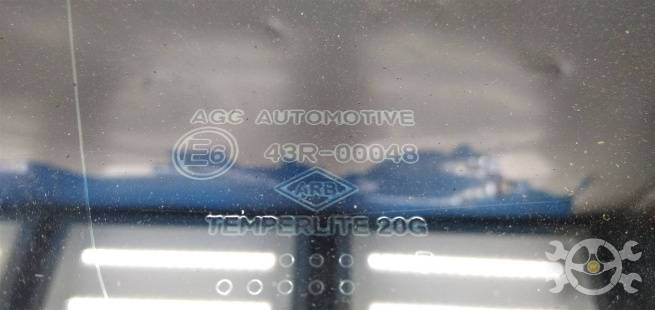 AGC AUTOMOTIVE
E6 43R-00048
ARB
TEMPERLITE 20G